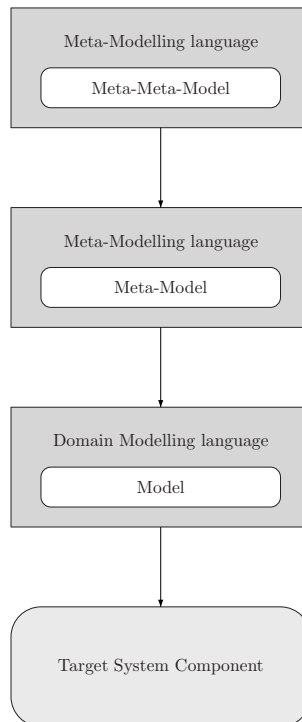 Meta-Modelling language
Meta-Meta-Model
Meta-Modelling language
Meta-Model
Domain Modelling language
Model
Target System Component